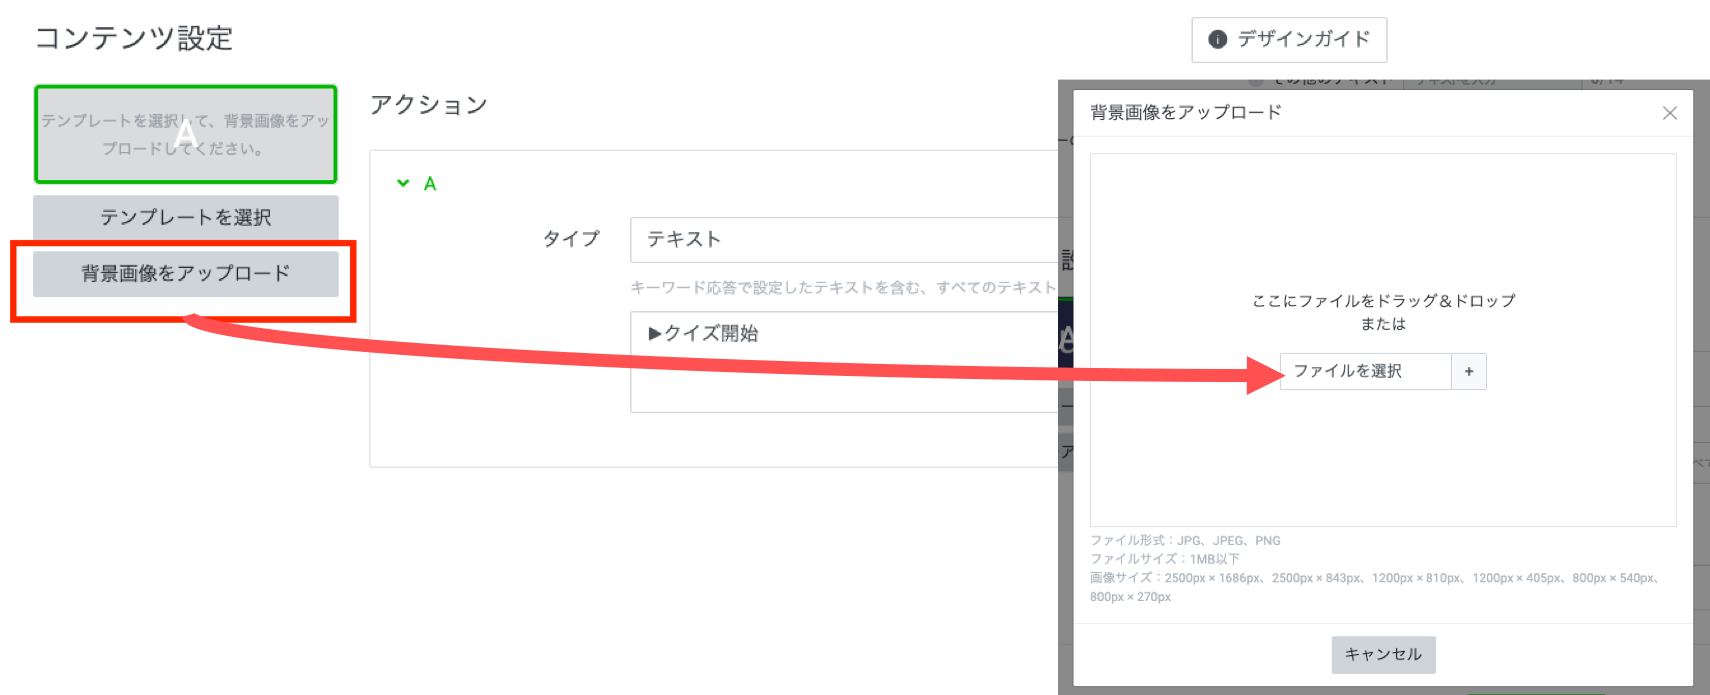 コンテンツ設定
デザインガイド
テンプレートを選択して、背景画像をアッ
プロードしてください。
A
テンプレートを選択
背景画像をアップロード
アクション
A
タイプ
テキスト
キーワード応答で設定したテキストを含む、すべてのテキスト
▶クイズ開始
背景画像をアップロード
ここにファイルをドラッグ＆ドロップ
または
ファイルを選択
+
ファイル形式：JPG、JPEG、PNG
ファイルサイズ：1MB以下
画像サイズ：2500px × 1686px、2500px × 843px、1200px × 810px、1200px × 405px、800px × 540px、
800px × 270px
キャンセル